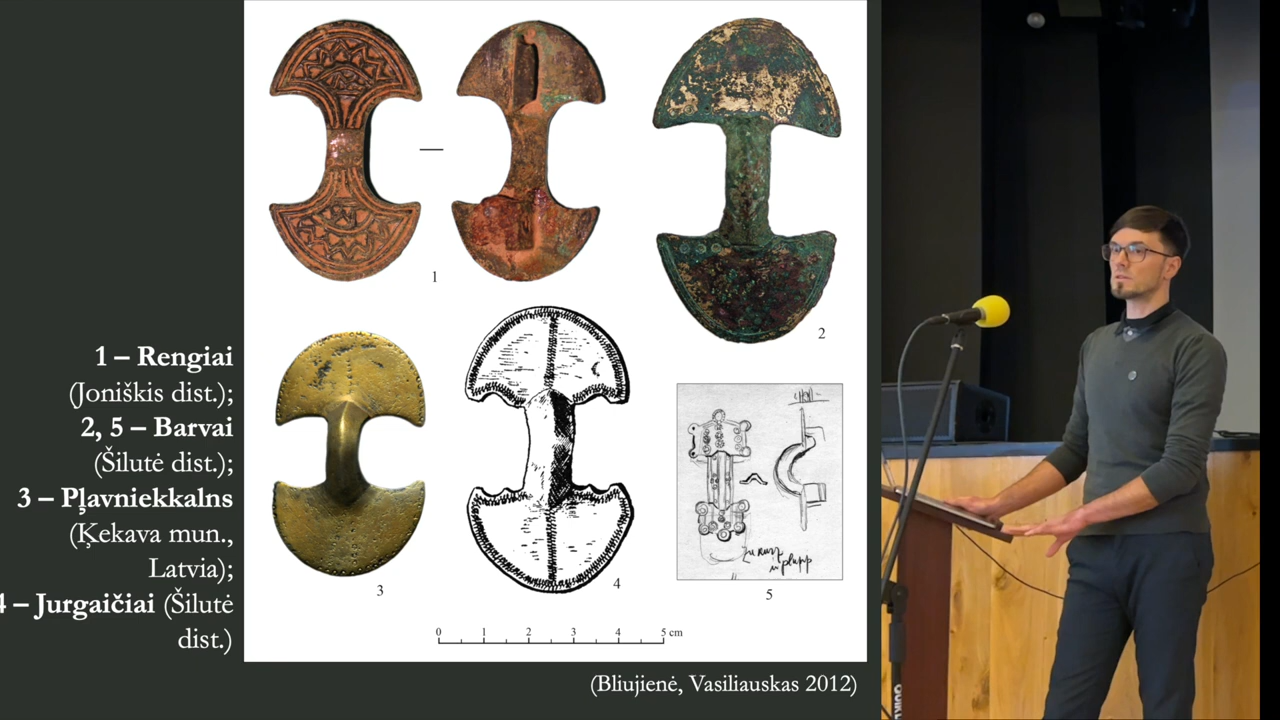 1 – Rengiai
(Joniškis dist.);
2, 5 – Barvai
(Šilutė dist.);
3 – Pļavniekkalns
(Ķekava mun.,
Latvia);
4 – Jurgaičiai (Šilutė
dist.)
1
2
3
4
5
0 1 2 3 4 5 cm
(Bliujienė, Vasiliauskas 2012)